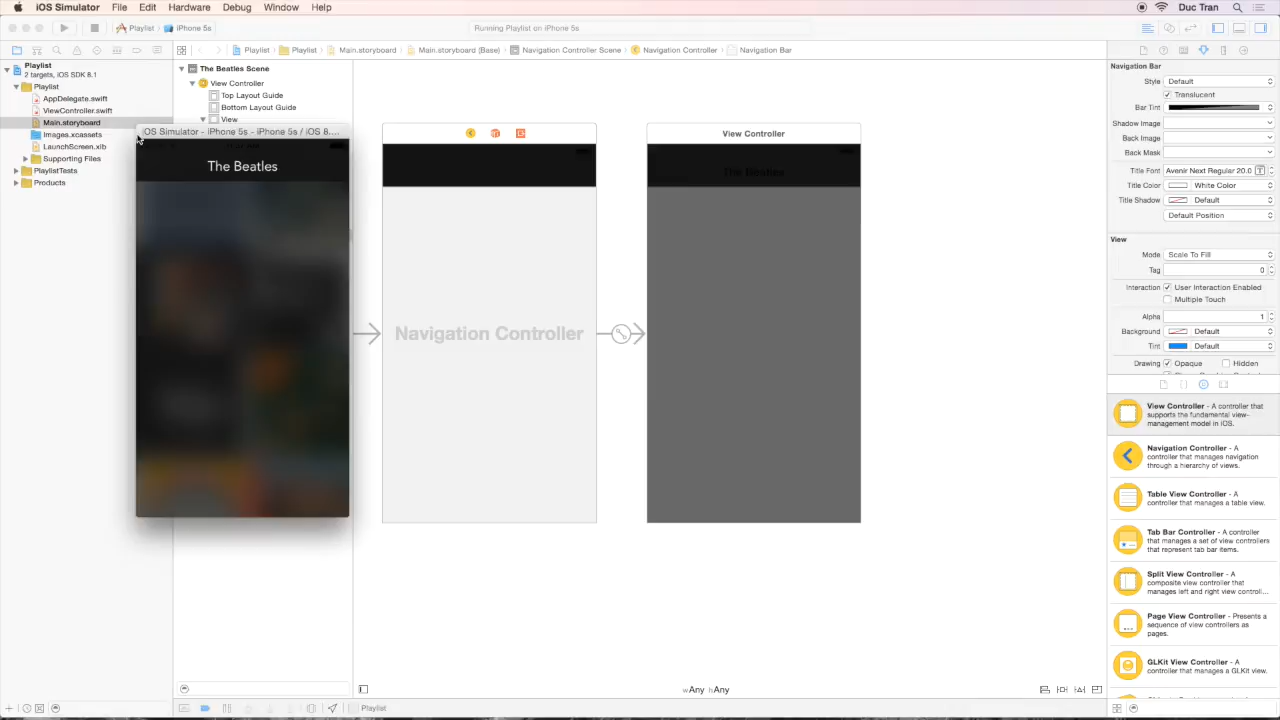 iOS Simulator File Edit Hardware Debug Window Help Duc Tran
Playlist iPhone 5s Running Playlist on iPhone 5s
Playlist Playlist Main.storyboard Main.storyboard (Base) Navigation Controller Scene Navigation Controller Navigation Bar
Playlist
2 targets, iOS SDK 8.1
Playlist
AppDelegate.swift
ViewController.swift
Main.storyboard
Images.xcassets
LaunchScreen.xib
Supporting Files
PlaylistTests
Products
The Beatles Scene
View Controller
Top Layout Guide
Bottom Layout Guide
View
iOS Simulator - iPhone 5s - iPhone 5s / iOS 8....
The Beatles
Navigation Controller
View Controller
The Beatles
Navigation Bar
Style Default
Translucent
Bar Tint
Shadow Image
Back Image
Back Mask
Title Font Avenir Next Regular 20.0
Title Color White Color
Title Shadow Default
Default Position
View
Mode Scale To Fill
Tag 0
Interaction User Interaction Enabled
Multiple Touch
Alpha 1
Background Default
Tint Default
Drawing Opaque Hidden
View Controller - A controller that
supports the fundamental view-
management model in iOS.
Navigation Controller - A
controller that manages navigation
through a hierarchy of views.
Table View Controller - A
controller that manages a table view.
Tab Bar Controller - A controller
that manages a set of view controllers
that represent tab bar items.
Split View Controller - A
composite view controller that
manages left and right view controll...
Page View Controller - Presents a
sequence of view controllers as
pages.
GLKit View Controller - A
controller that manages a GLKit view.
wAny hAny
Playlist